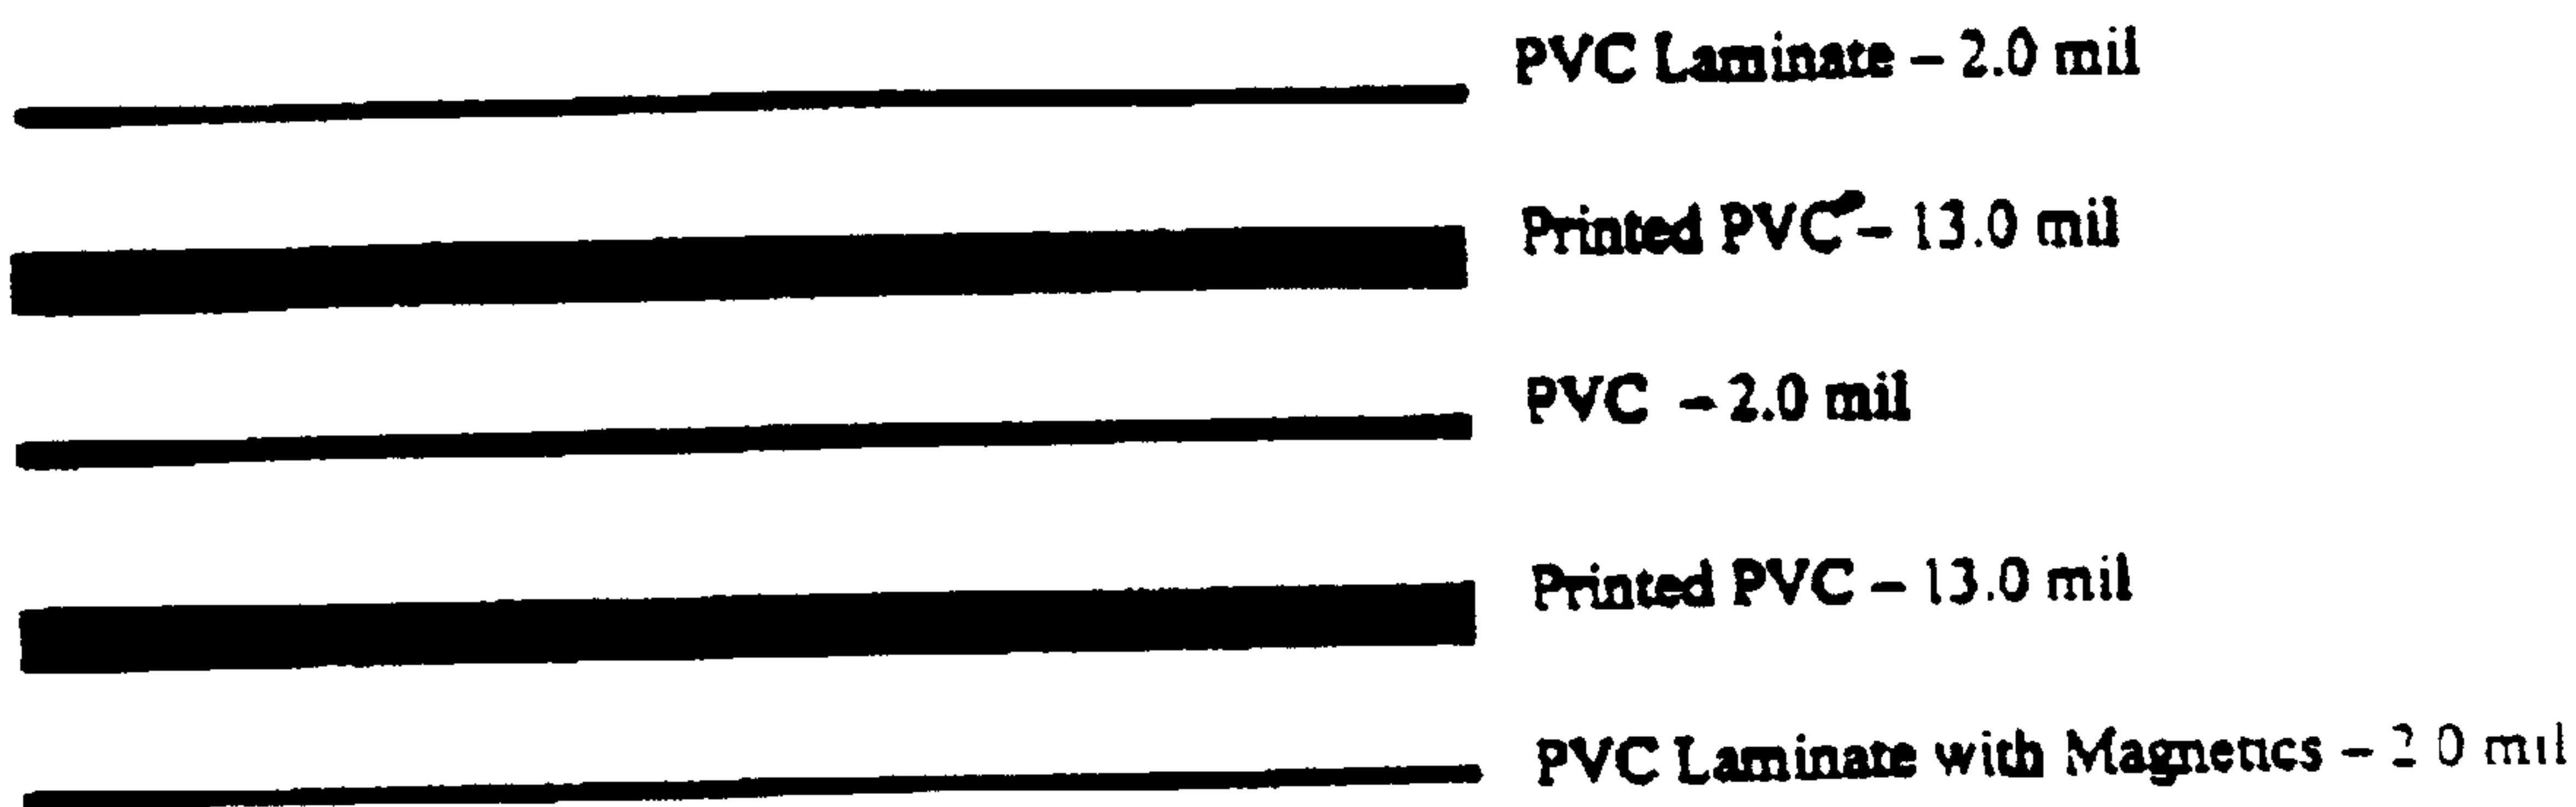 PVC Laminate – 2.0 mil
Printed PVC – 13.0 mil
PVC – 2.0 mil
Printed PVC – 13.0 mil
PVC Laminate with Magnetics – 2.0 mil